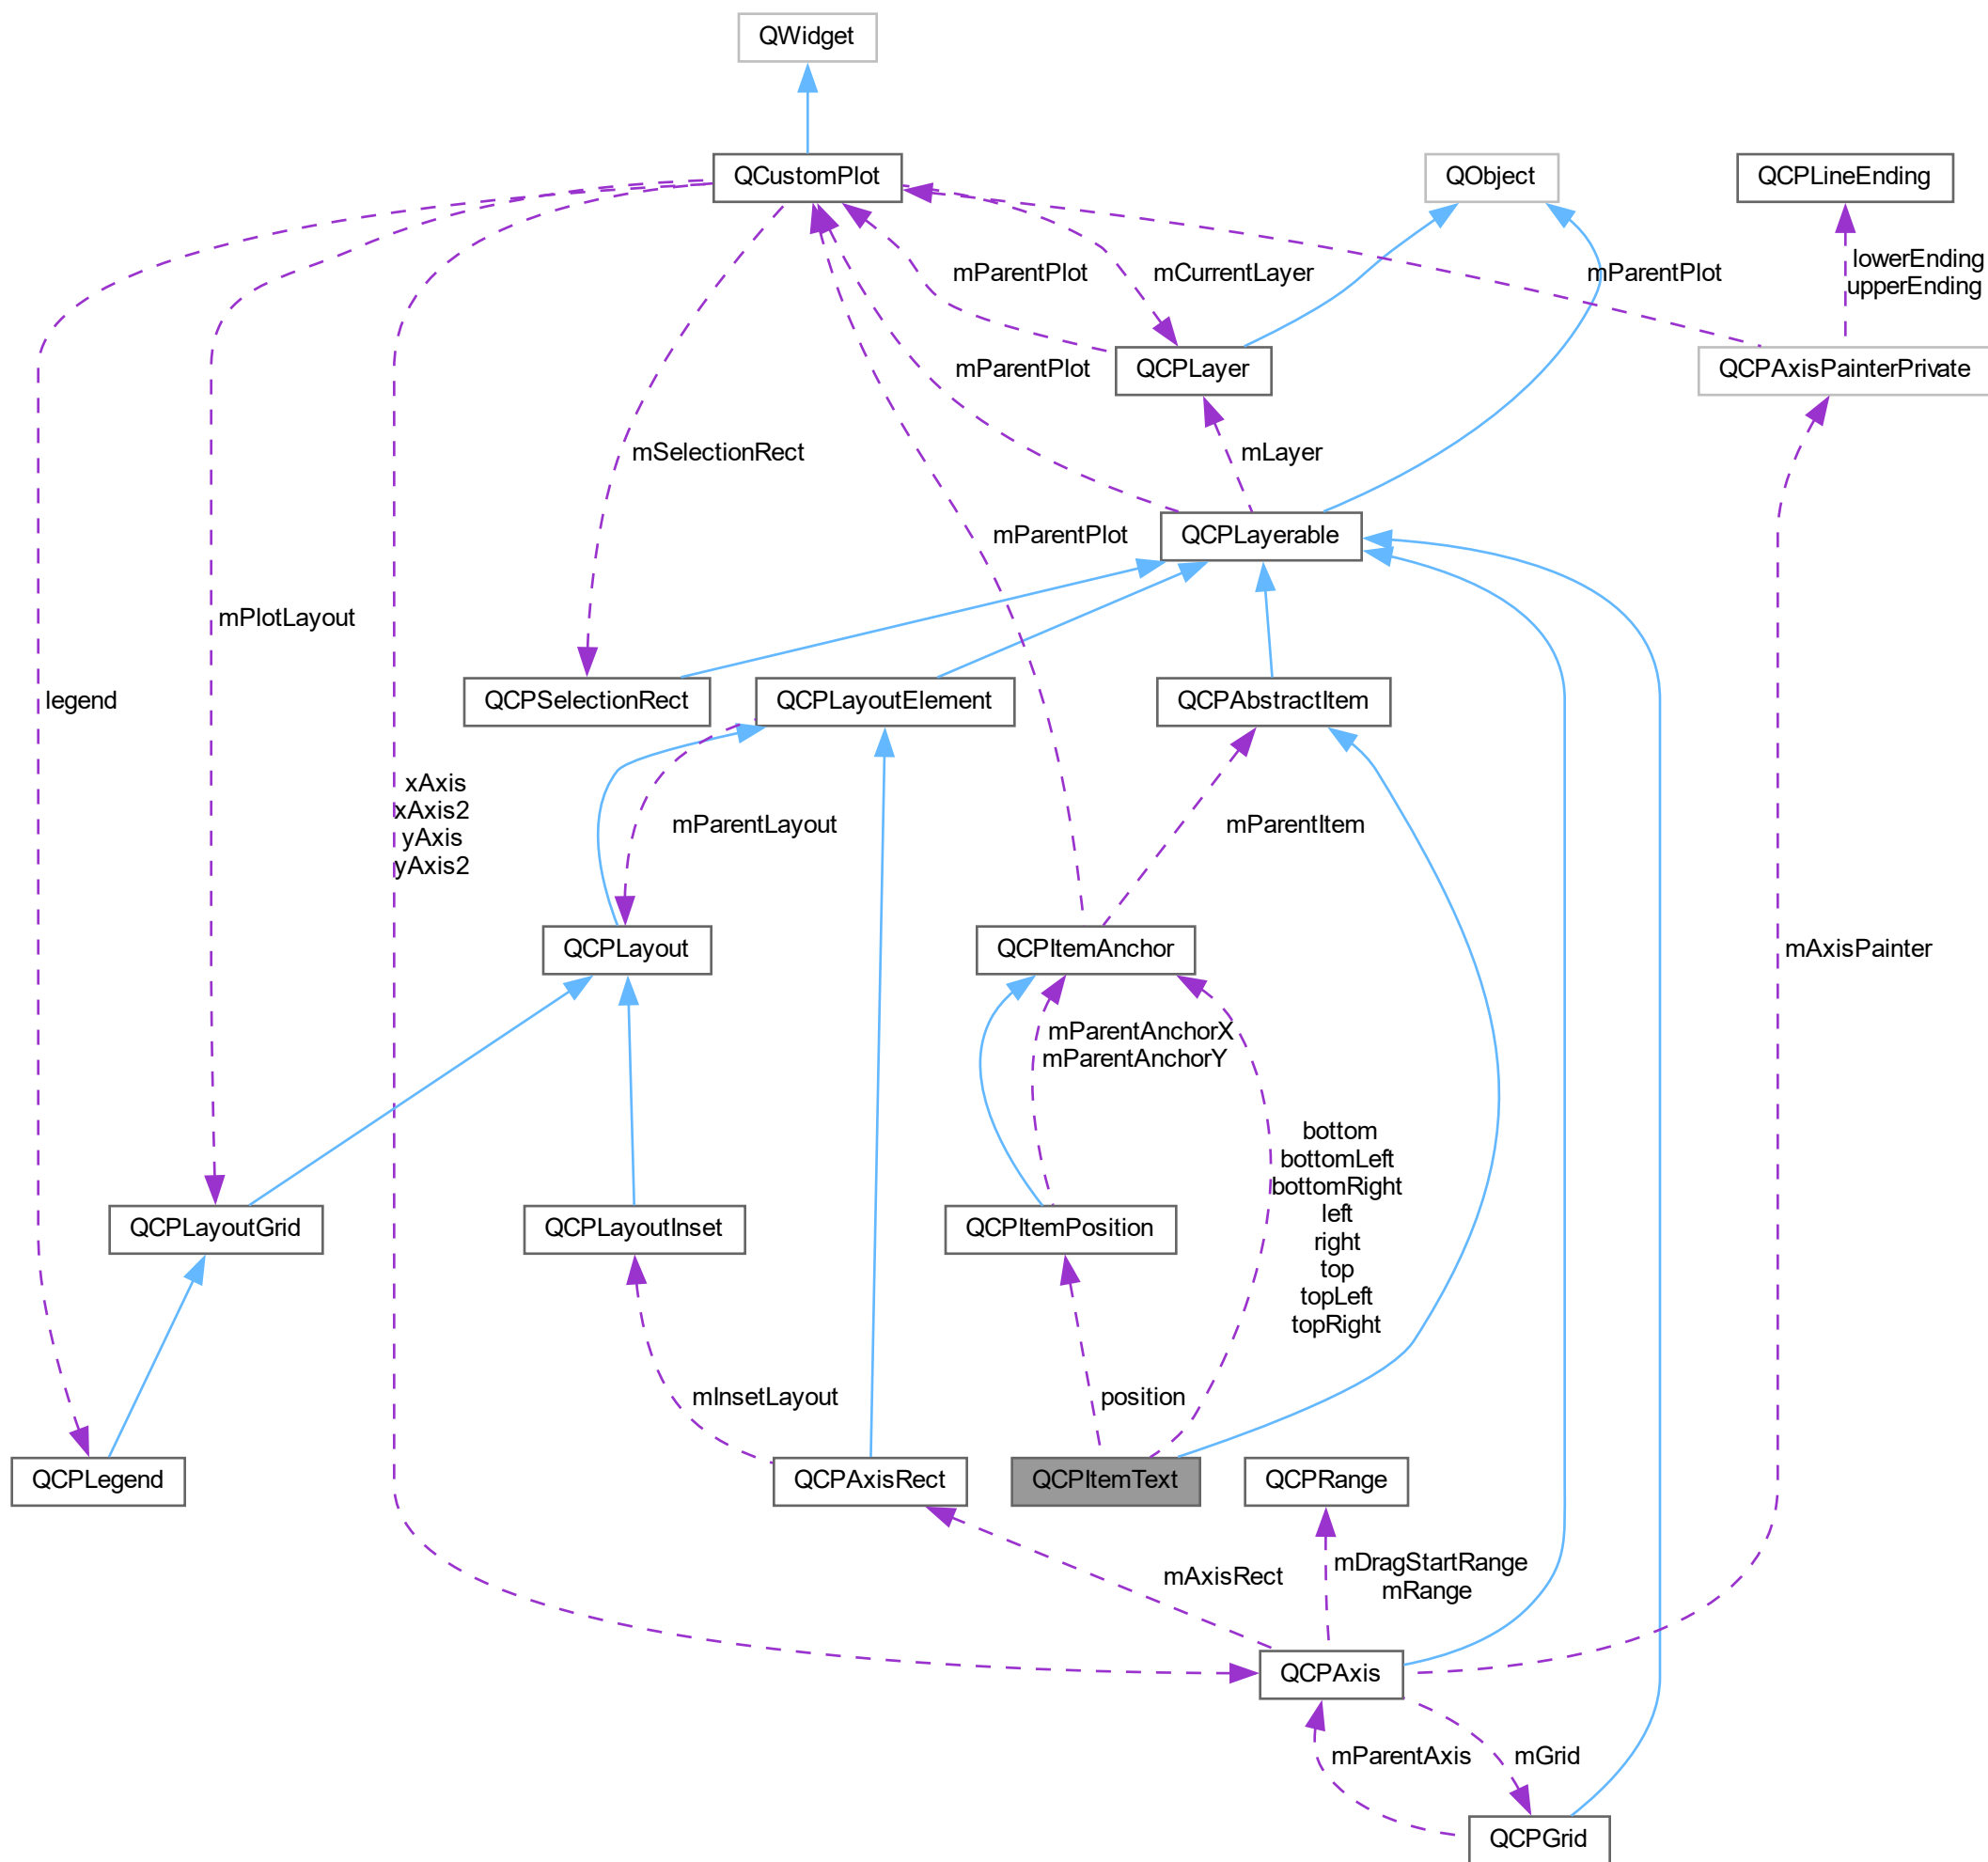 QWidget
QCustomPlot
QObject
QCPLineEnding
mParentPlot
mCurrentLayer
mParentPlot
lowerEnding
upperEnding
mParentPlot
QCPLayer
QCPAxisPainterPrivate
mSelectionRect
mLayer
mParentPlot
QCPLayerable
mPlotLayout
legend
QCPSelectionRect
QCPLayoutElement
QCPAbstractItem
xAxis
xAxis2
yAxis
yAxis2
mParentLayout
mParentItem
QCPLayout
QCPItemAnchor
mAxisPainter
mParentAnchorX
mParentAnchorY
bottom
bottomLeft
bottomRight
left
right
top
topLeft
topRight
QCPLayoutGrid
QCPLayoutInset
QCPItemPosition
mInsetLayout
position
QCPLegend
QCPAxisRect
QCPItemText
QCPRange
mAxisRect
mDragStartRange
mRange
QCPAxis
mParentAxis
mGrid
QCPGrid